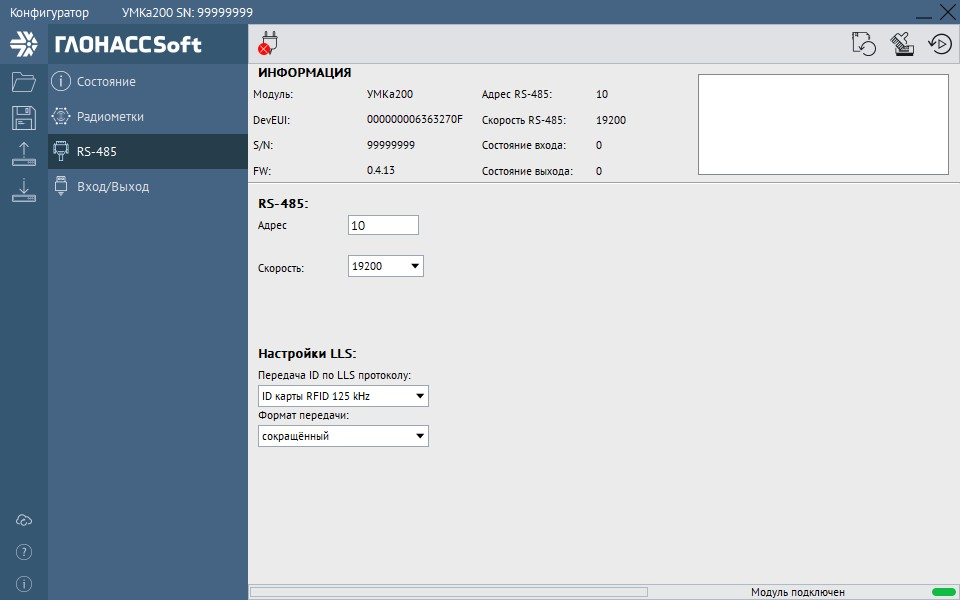 Конфигуратор УМКа200 SN: 99999999
ГЛОНАССSoft
Состояние
Радиометки
RS-485
Вход/Выход
ИНФОРМАЦИЯ
Модуль: УМКа200 Адрес RS-485: 10
DevEUI: 000000006363270F Скорость RS-485: 19200
S/N: 99999999 Состояние входа: 0
FW: 0.4.13 Состояние выхода: 0
RS-485:
Адрес 10
Скорость: 19200
Настройки LLS:
Передача ID по LLS протоколу:
ID карты RFID 125 kHz
Формат передачи:
сокращённый
Модуль подключен